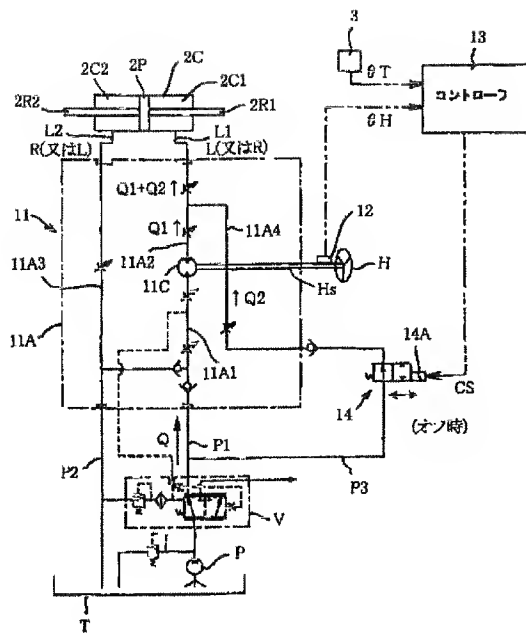 3
13
2P
2C
2C2
2C1
θT
コントローラ
2R2
2R1
θH
L2
L1
R(又はL)
L(又はR)
Q1+Q2
11
12
Q1
11A4
11A3
11A2
H
11C
Hs
11A
Q2
14A
11A1
CS
14
(オン時)
Q
P1
P2
P3
V
P
T